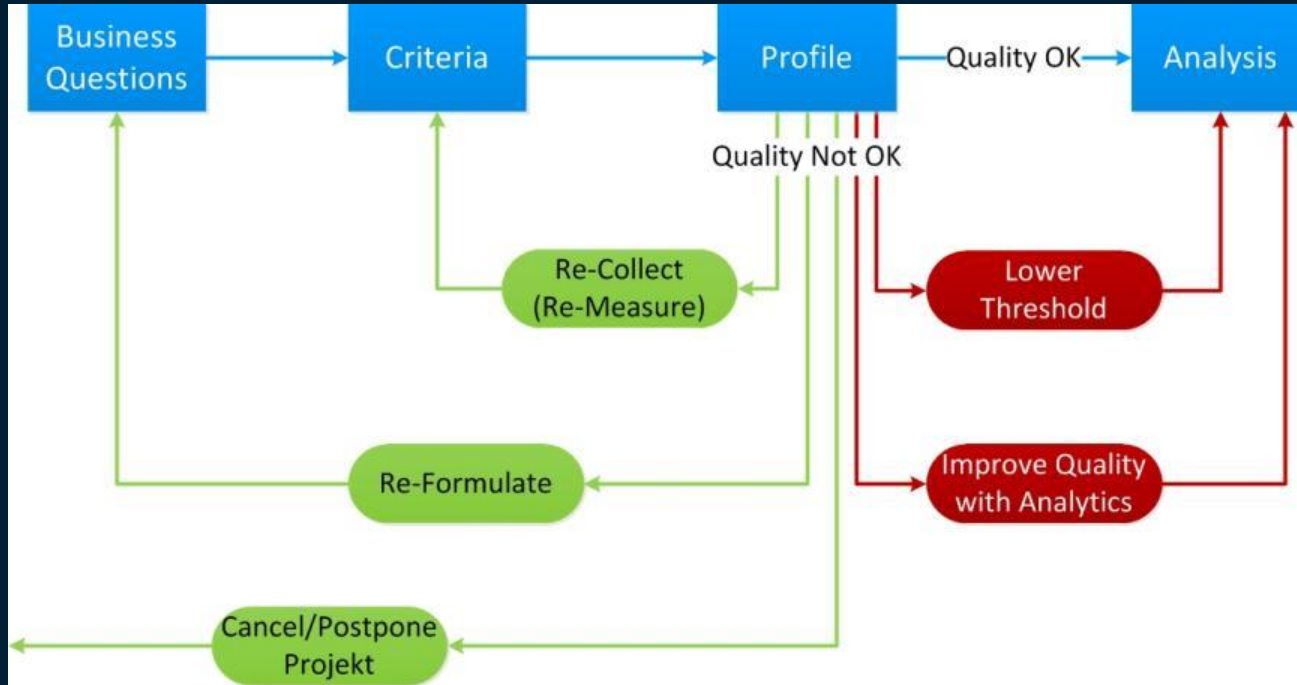 Business
Questions
Criteria
Profile
Quality OK
Analysis
Quality Not OK
Re-Collect
(Re-Measure)
Lower
Threshold
Re-Formulate
Improve Quality
with Analytics
Cancel/Postpone
Projekt